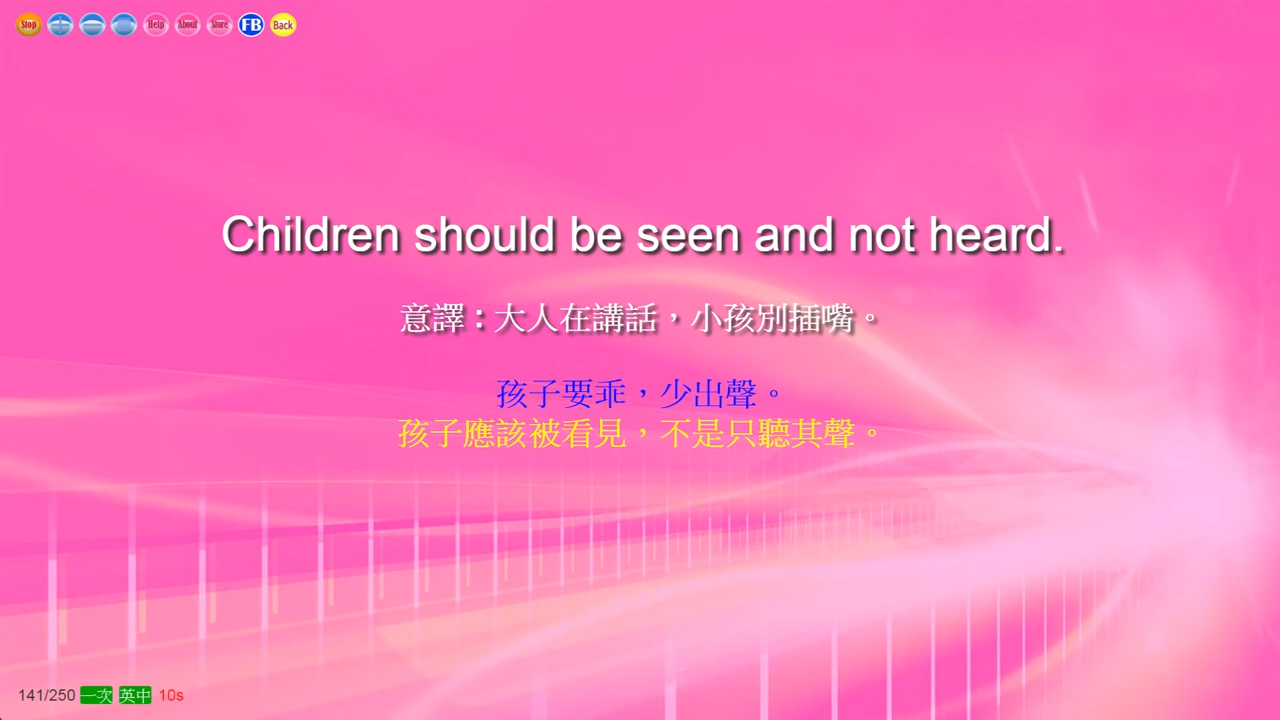 Stop Help About Store FB Back
Children should be seen and not heard.
意譯：大人在講話，小孩別插嘴。
孩子要乖，少出聲。
孩子應該被看見，不是只聽其聲。
141/250 一次 英中 10s